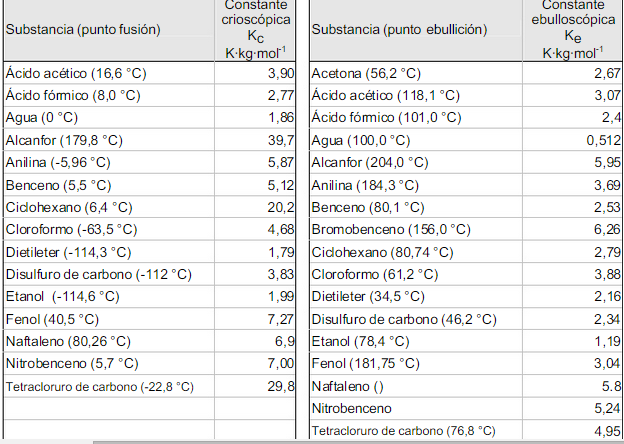 Substancia (punto fusión) Constante
crioscópica
Kc
K·kg·mol-1
Ácido acético (16,6 °C) 3,90
Ácido fórmico (8,0 °C) 2,77
Agua (0 °C) 1,86
Alcanfor (179,8 °C) 39,7
Anilina (-5,96 °C) 5,87
Benceno (5,5 °C) 5,12
Ciclohexano (6,4 °C) 20,2
Cloroformo (-63,5 °C) 4,68
Dietileter (-114,3 °C) 1,79
Disulfuro de carbono (-112 °C) 3,83
Etanol (-114,6 °C) 1,99
Fenol (40,5 °C) 7,27
Naftaleno (80,26 °C) 6,9
Nitrobenceno (5,7 °C) 7,00
Tetracloruro de carbono (-22,8 °C) 29,8
Substancia (punto ebullición) Constante
ebulloscópica
Ke
K·kg·mol-1
Acetona (56,2 °C) 2,67
Ácido acético (118,1 °C) 3,07
Ácido fórmico (101,0 °C) 2,4
Agua (100,0 °C) 0,512
Alcanfor (204,0 °C) 5,95
Anilina (184,3 °C) 3,69
Benceno (80,1 °C) 2,53
Bromobenceno (156,0 °C) 6,26
Ciclohexano (80,74 °C) 2,79
Cloroformo (61,2 °C) 3,88
Dietileter (34,5 °C) 2,16
Disulfuro de carbono (46,2 °C) 2,34
Etanol (78,4 °C) 1,19
Fenol (181,75 °C) 3,04
Naftaleno () 5.8
Nitrobenceno 5,24
Tetracloruro de carbono (76,8 °C) 4,95